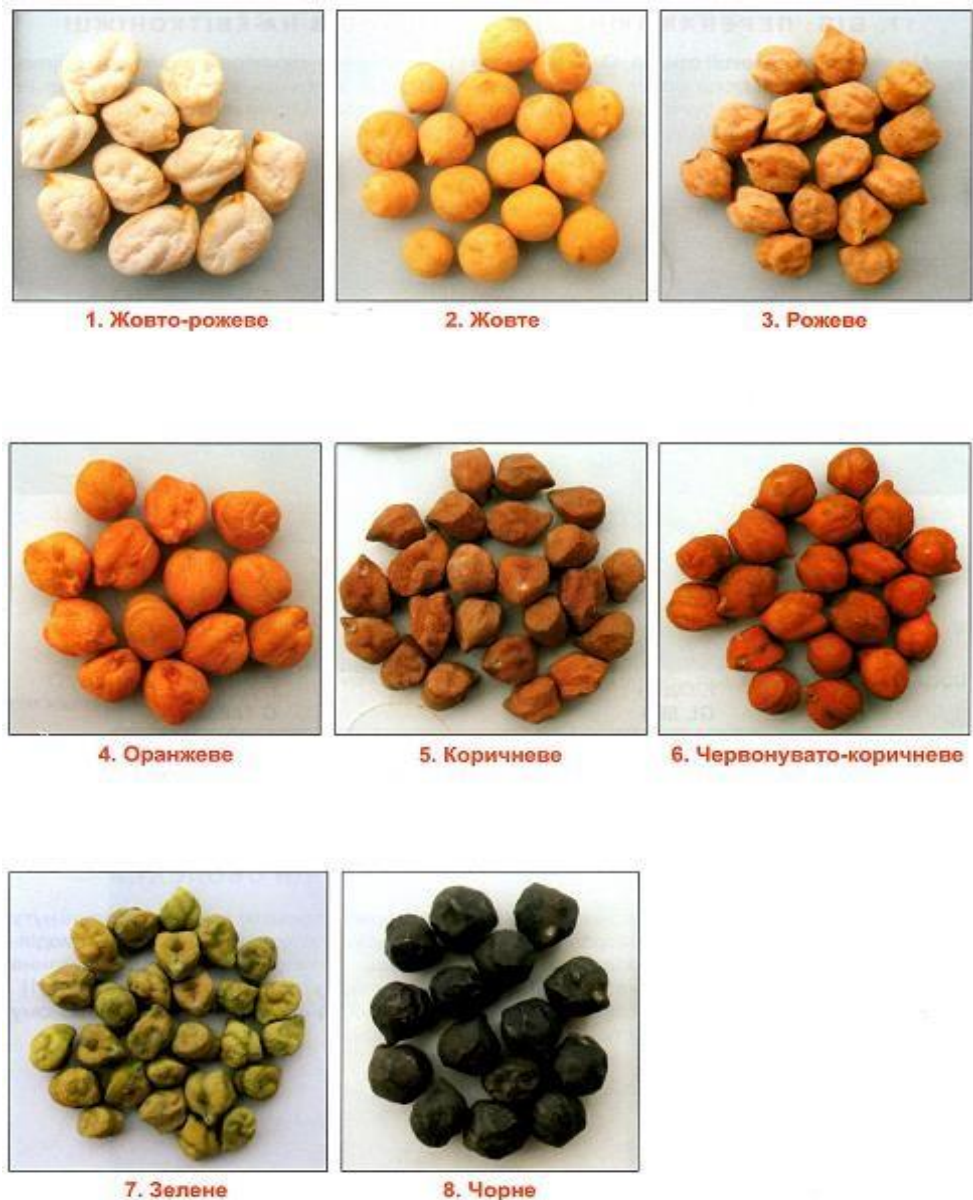 1. Жовто-рожеве
2. Жовте
3. Рожеве
4. Оранжеве
5. Коричневе
6. Червонувато-коричневе
7. Зелене
8. Чорне